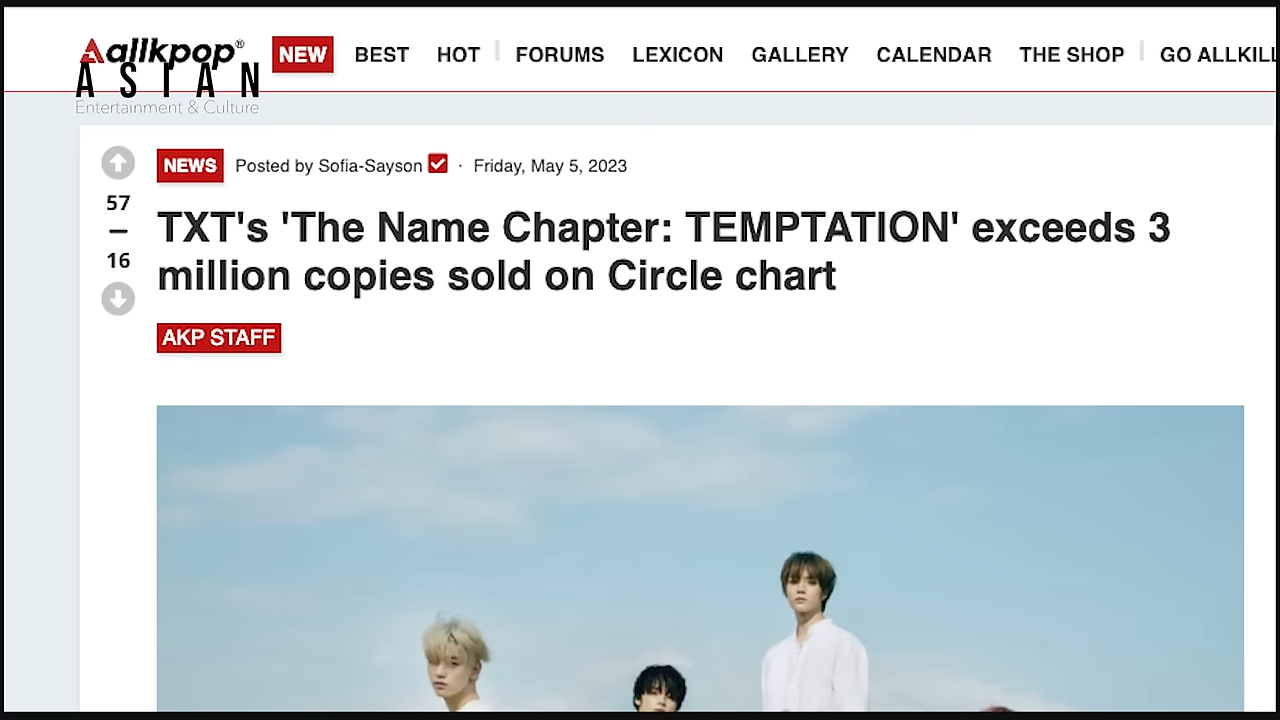 allkpop®
ASIAN
Entertainment & Culture
NEW BEST HOT FORUMS LEXICON GALLERY CALENDAR THE SHOP GO ALLKILL
57
16
NEWS Posted by Sofia-Sayson · Friday, May 5, 2023
TXT's 'The Name Chapter: TEMPTATION' exceeds 3
million copies sold on Circle chart
AKP STAFF